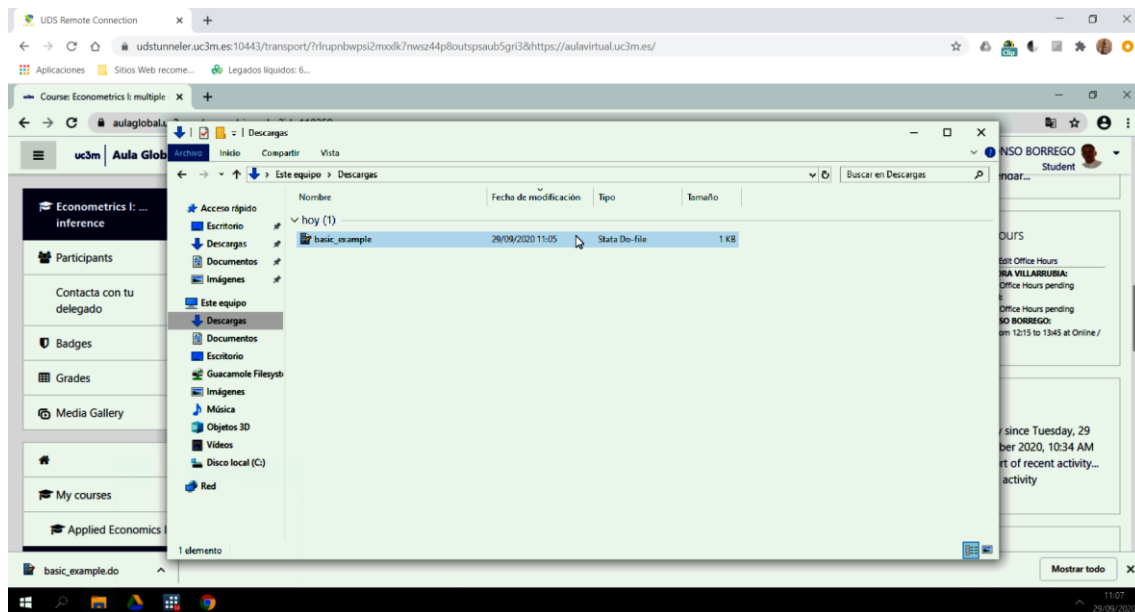 UDS Remote Connection
udstunneler.uc3m.es:10443/transport/?rlrupnbwpsi2mxxdlk7nwsz44p8outspsaub5gri3&https://aulavirtual.uc3m.es/
Clip
Aplicaciones Sitios Web recome... Legados líquidos: 6...
Course: Econometrics I: multiple
aulaglobal.u
uc3m Aula Glob
ONSO BORREGO
Student
Econometrics I: ...
inference
Participants
Contacta con tu
delegado
Badges
Grades
Media Gallery
My courses
Applied Economics I
Descargas
Archivo Inicio Compartir Vista
Este equipo > Descargas
Buscar en Descargas
Nombre Fecha de modificación Tipo Tamaño
hoy (1)
basic_example 29/09/2020 11:05 Stata Do-file 1 KB
Acceso rápido
Escritorio
Descargas
Documentos
Imágenes
Este equipo
Descargas
Documentos
Escritorio
Guacamole Filesyste
Imágenes
Música
Objetos 3D
Vídeos
Disco local (C:)
Red
1 elemento
ours
Edit Office Hours
RA VILLARRUBIA:
Office Hours pending
Office Hours pending
SO BORREGO:
om 12:15 to 13:45 at Online /
y since Tuesday, 29
ber 2020, 10:34 AM
rt of recent activity...
activity
basic_example.do
Mostrar todo
11:07
29/09/2020